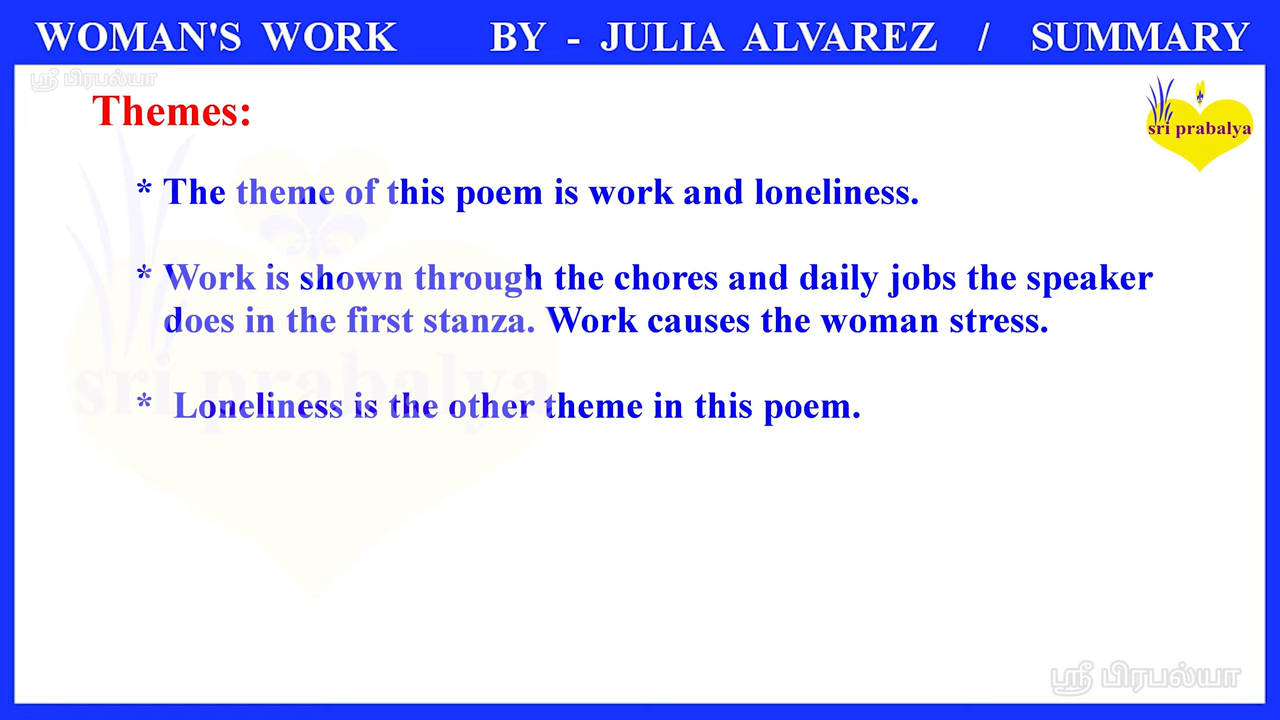 WOMAN'S WORK BY - JULIA ALVAREZ / SUMMARY
ஸ்ரீ பிரபல்யா
Themes:
sri prabalya
* The theme of this poem is work and loneliness.
* Work is shown through the chores and daily jobs the speaker
does in the first stanza. Work causes the woman stress.
sri prabalya
* Loneliness is the other theme in this poem.
ஸ்ரீ பிரபல்யா